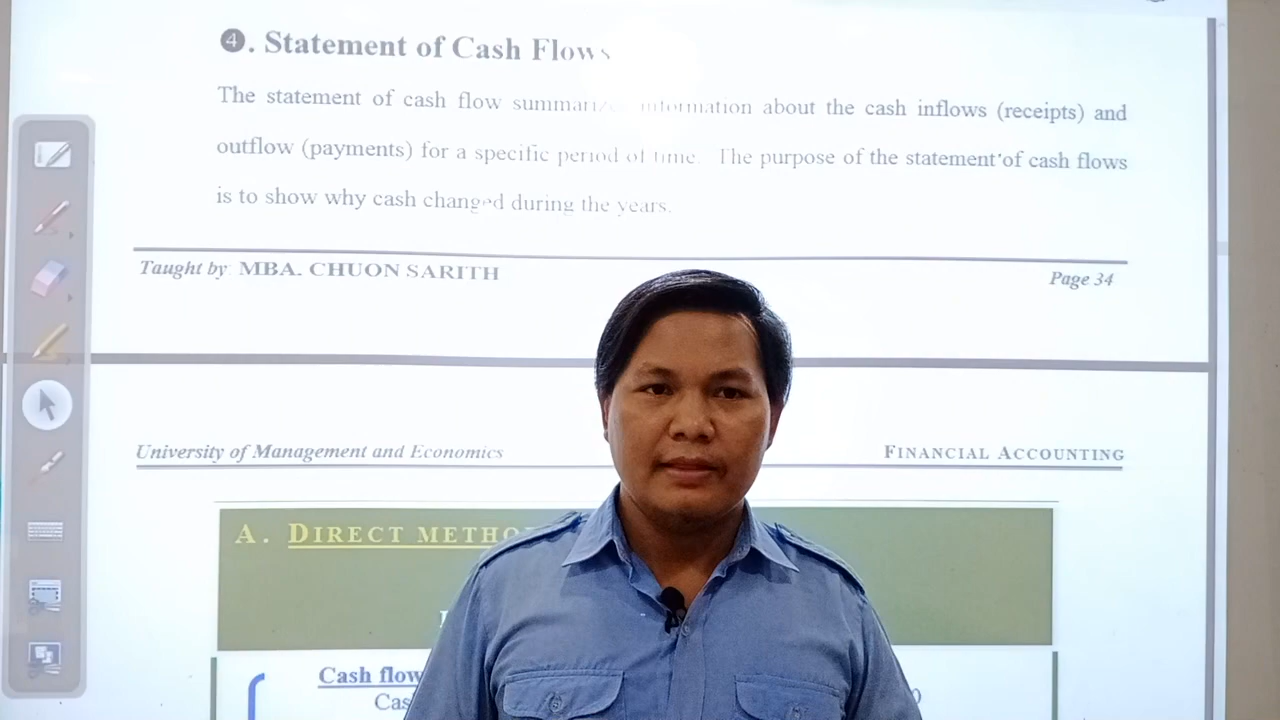 ❹. Statement of Cash Flows
The statement of cash flow summarizes information about the cash inflows (receipts) and
outflow (payments) for a specific period of time. The purpose of the statement of cash flows
is to show why cash changed during the years.
Taught by: MBA. CHUON SARITH
Page 34
University of Management and Economics
FINANCIAL ACCOUNTING
A. DIRECT METHO
Cash flow
Cas